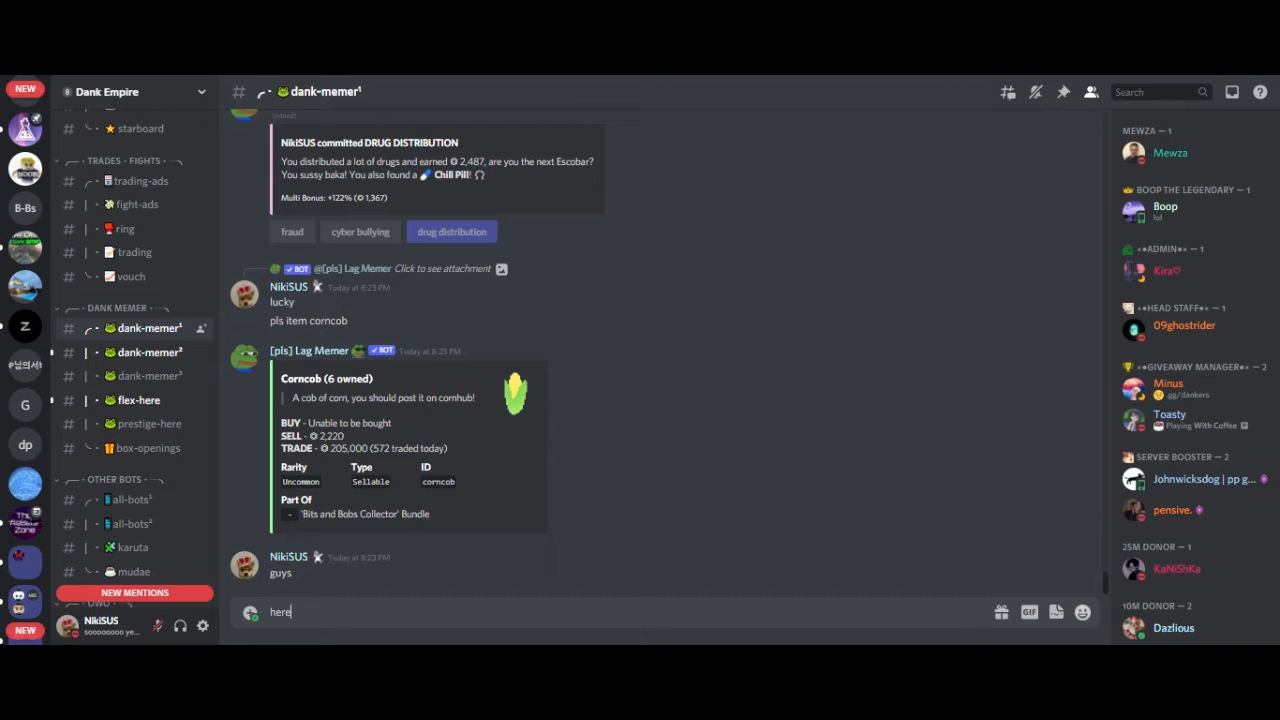 NEW
B-Bs
Z
G
dp
NEW
Dank Empire
starboard
TRADES - FIGHTS
trading-ads
fight-ads
ring
trading
vouch
DANK MEMER
dank-memer¹
dank-memer²
dank-memer³
flex-here
prestige-here
box-openings
OTHER BOTS
all-bots¹
all-bots²
karuta
mudae
NEW MENTIONS
NikiSUS
sooooooo ye...
dank-memer¹
Search
NikiSUS committed DRUG DISTRIBUTION
You distributed a lot of drugs and earned 2,487, are you the next Escobar?
You sussy baka! You also found a Chill Pill!
Multi Bonus: +122% (1,367)
fraud cyber bullying drug distribution
BOT @[pls] Lag Memer Click to see attachment
NikiSUS Today at 8:23 PM
lucky
pls item corncob
[pls] Lag Memer BOT Today at 8:23 PM
Corncob (6 owned)
A cob of corn, you should post it on cornhub!
BUY - Unable to be bought
SELL - 2,220
TRADE - 205,000 (572 traded today)
Rarity Type ID
Uncommon Sellable corncob
Part Of
- 'Bits and Bobs Collector' Bundle
NikiSUS Today at 8:23 PM
guys
here
GIF
MEWZA — 1
Mewza
BOOP THE LEGENDARY — 1
Boop
lol
ADMIN — 1
Kira
HEAD STAFF — 1
09ghostrider
GIVEAWAY MANAGER — 2
Minus
.gg/dankers
Toasty
Playing With Coffee
SERVER BOOSTER — 2
Johnwicksdog | pp g...
pensive.
25M DONOR — 1
KaNiShKa
10M DONOR — 2
Dazlious